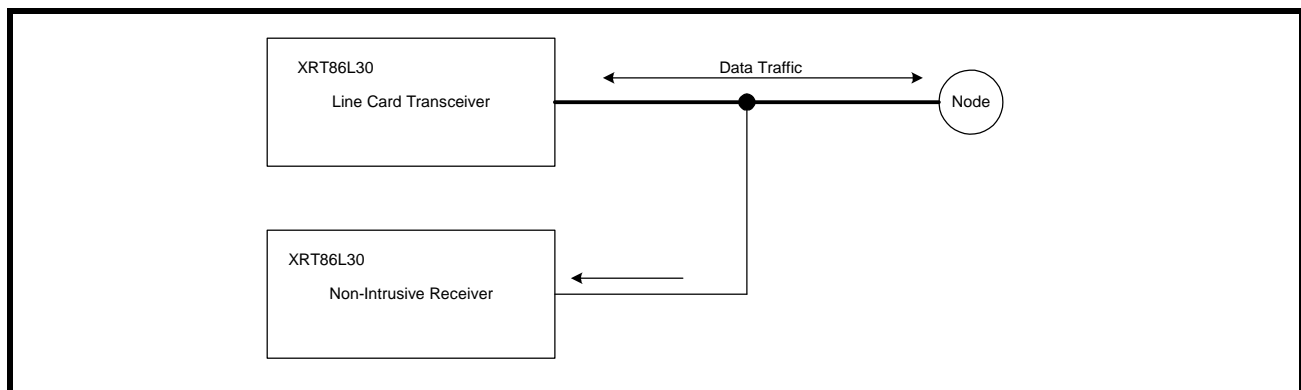 XRT86L30
Line Card Transceiver
Data Traffic
Node
XRT86L30
Non-Intrusive Receiver